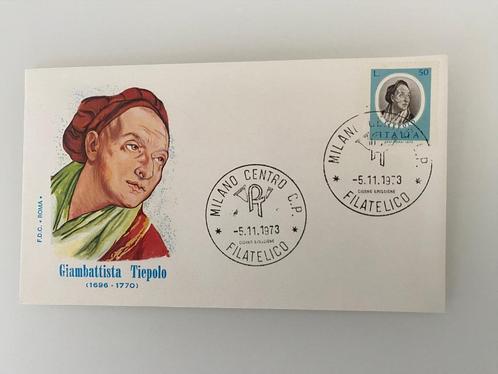 F.D.C. • ROMA •
Giambattista Tiepolo
(1696 - 1770)
MILANO CENTRO C.P.
-5.11.1973
GIORNO EMISSIONE
* FILATELICO *
L. 50
ITALIA
MILANO CENTRO C.P.
-5.11.1973
GIORNO EMISSIONE
* FILATELICO *